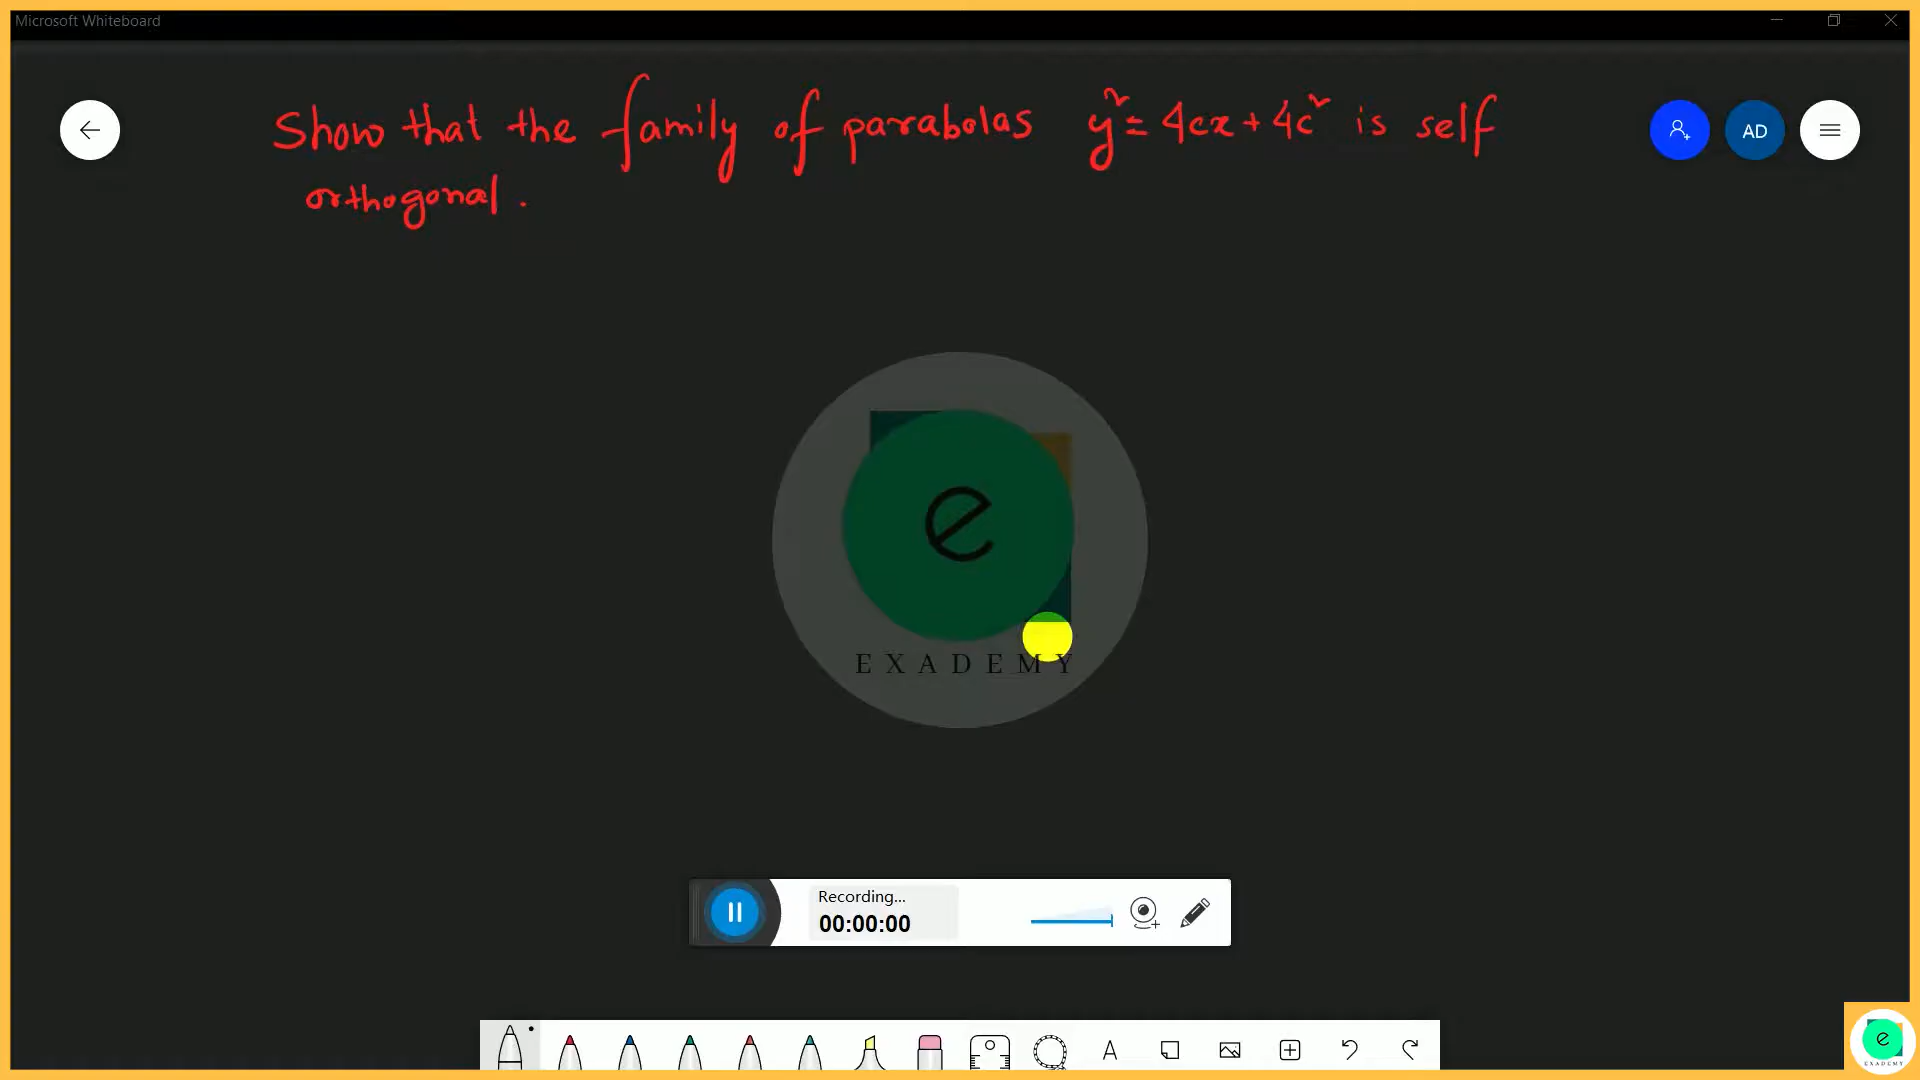 Microsoft Whiteboard
Show that the family of parabolas y² = 4cx + 4c² is self
orthogonal.
AD
e
EXADEMY
Recording...
00:00:00
A
e
EXADEMY